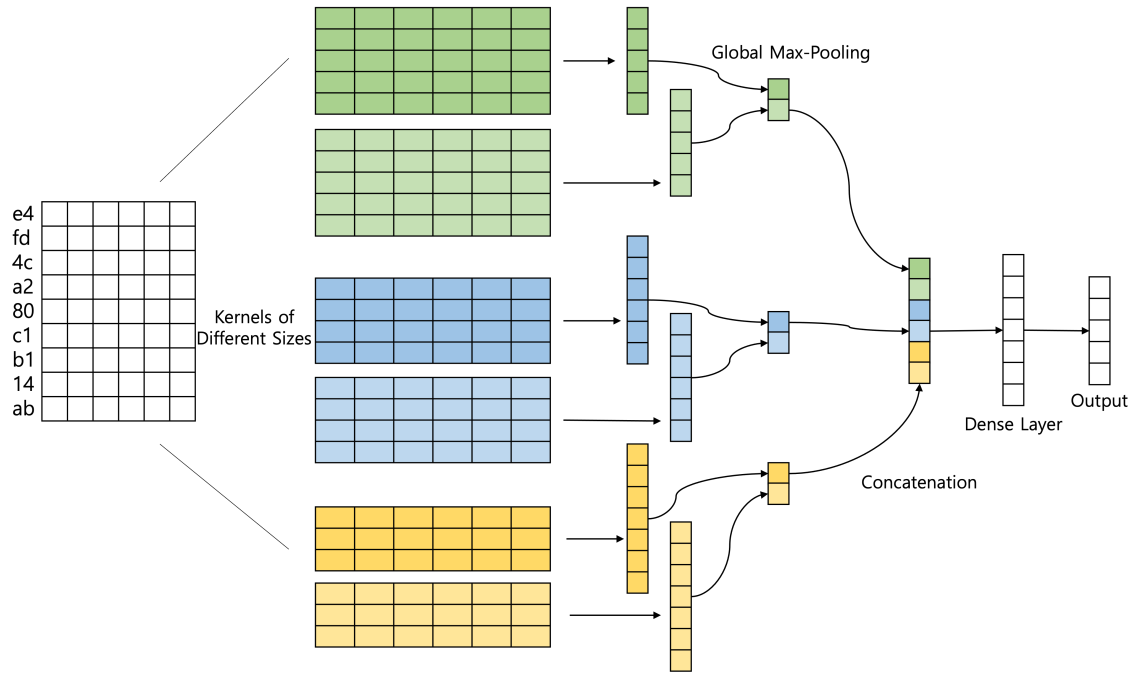 Global Max-Pooling
e4
fd
4c
a2
80
c1
b1
14
ab
Kernels of
Different Sizes
Dense Layer
Output
Concatenation